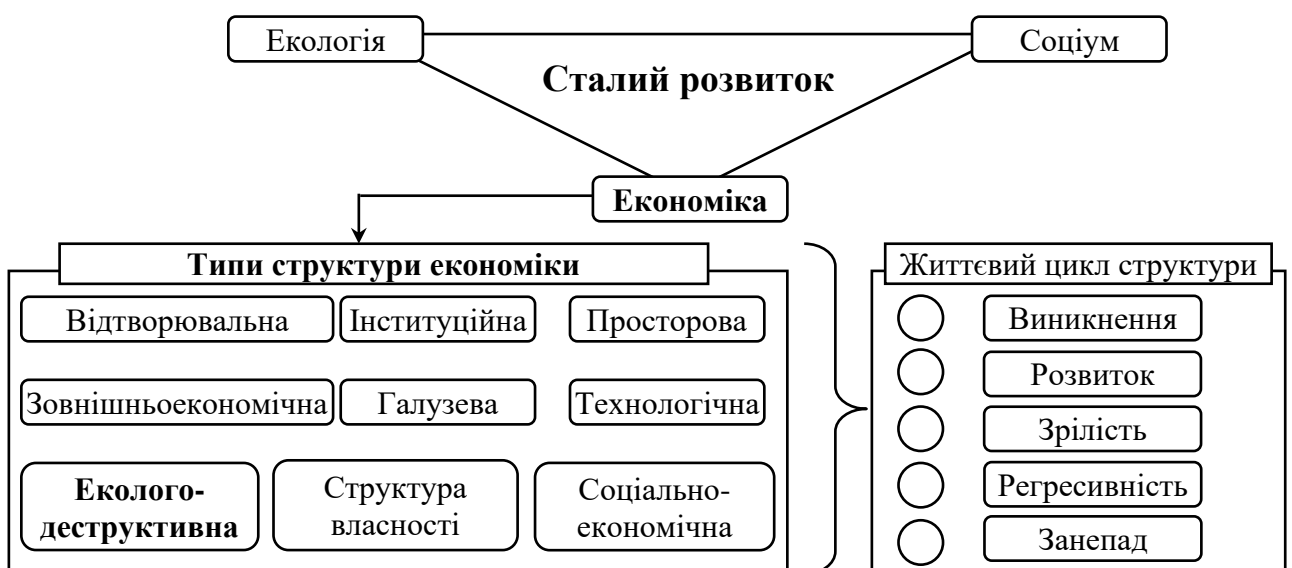 Екологія
Соціум
Сталий розвиток
Економіка
Типи структури економіки
Відтворювальна
Інституційна
Просторова
Зовнішньоекономічна
Галузева
Технологічна
Еколого-
деструктивна
Структура
власності
Соціально-
економічна
Життєвий цикл структури
Виникнення
Розвиток
Зрілість
Регресивність
Занепад